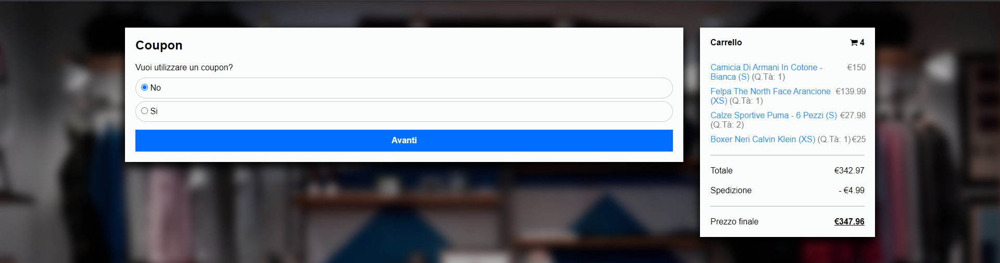 Coupon
Vuoi utilizzare un coupon?
No
Si
Avanti
Carrello 4
Camicia Di Armani In Cotone - €150
Bianca (S) (Q.Tà: 1)
Felpa The North Face Arancione €139.99
(XS) (Q.Tà: 1)
Calze Sportive Puma - 6 Pezzi (S) €27.98
(Q.Tà: 2)
Boxer Neri Calvin Klein (XS) (Q.Tà: 1) €25
Totale €342.97
Spedizione - €4.99
Prezzo finale €347.96